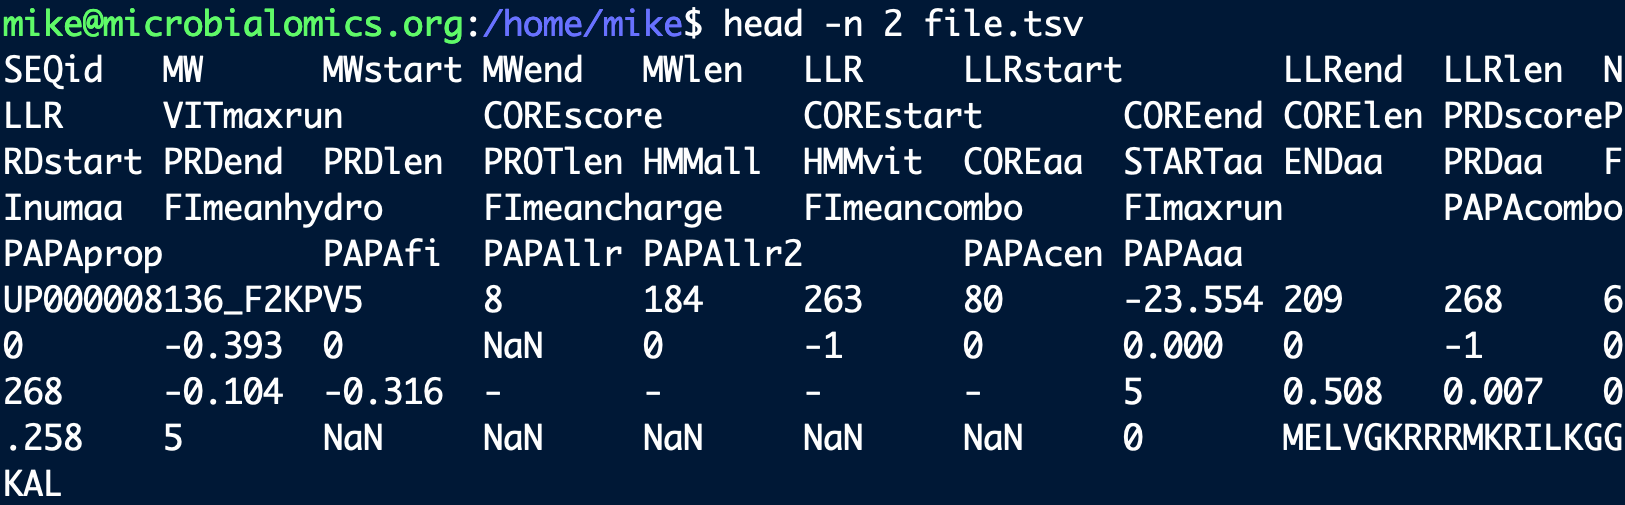 mike@microbialomics.org:/home/mike$ head -n 2 file.tsv
SEQid MW MWstart MWend MWlen LLR LLRstart LLRend LLRlen N
LLR VITmaxrun COREscore COREstart COREend CORElen PRDscoreP
RDstart PRDend PRDlen PROTlen HMMall HMMvit COREaa STARTaa ENDaa PRDaa F
Inumaa FImeanhydro FImeancharge FImeancombo FImaxrun PAPAcombo
PAPAprop PAPAfi PAPAllr PAPAllr2 PAPAcen PAPAaa
UP000008136_F2KPV5 8 184 263 80 -23.554 209 268 6
0 -0.393 0 NaN 0 -1 0 0.000 0 -1 0
268 -0.104 -0.316 - - - - 5 0.508 0.007 0
.258 5 NaN NaN NaN NaN NaN 0 MELVGKRRRMKRILKGG
KAL